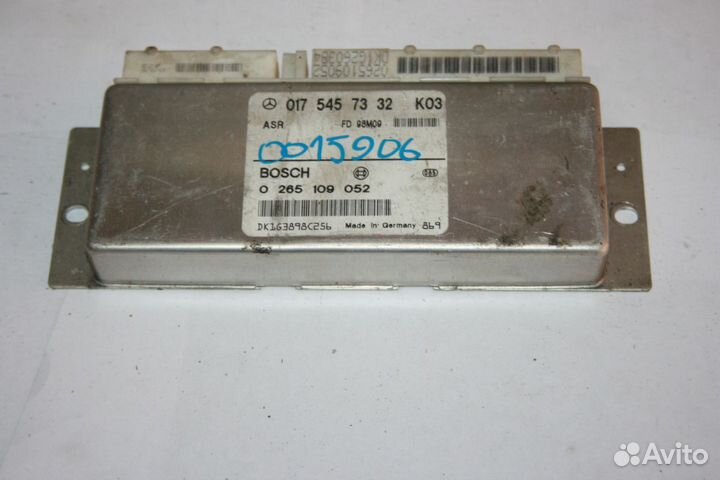 017 545 73 32 K03
ASR. FD 98M09
0015906
BOSCH
0 265 109 052
DK1G3898C256 Made in Germany 869
Avito